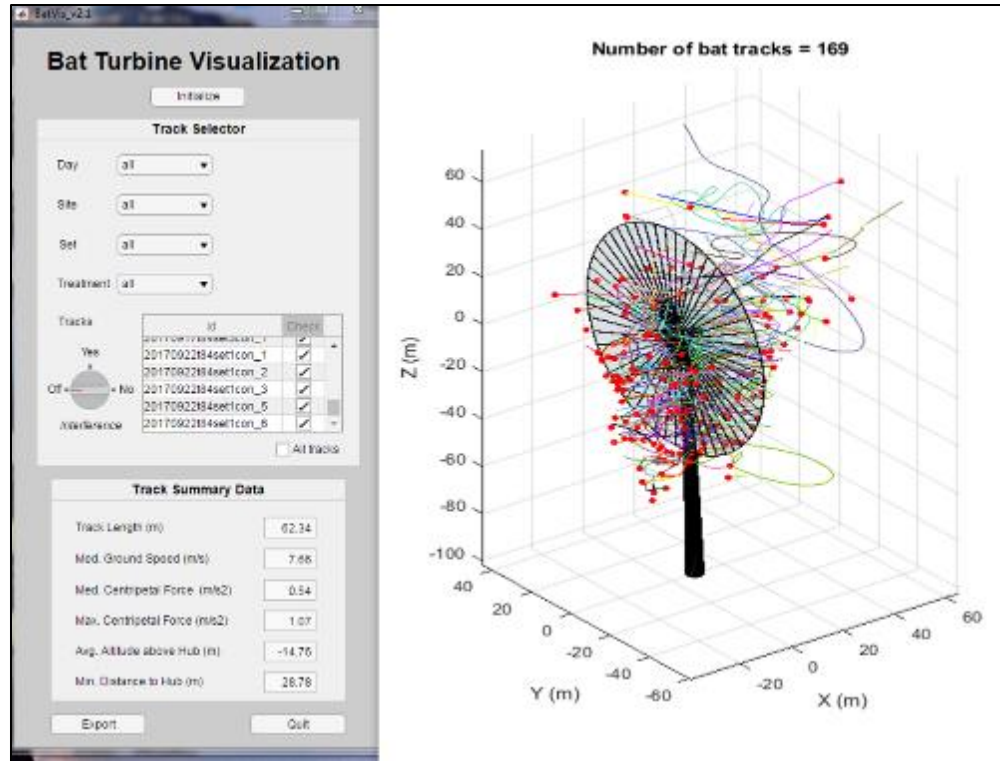 BatVis_v2.1
Bat Turbine Visualization
Initialize
Track Selector
Day all
Site all
Set all
Treatment all
Tracks
Id Check
Yes
Off No
Interference
20170922t84set1con_1
20170922t84set1con_2
20170922t84set1con_3
20170922t84set1con_5
20170922t84set1con_6
All tracks
Track Summary Data
Track Length (m) 62.34
Med. Ground Speed (m/s) 7.66
Med. Centripetal Force (m/s2) 0.54
Max. Centripetal Force (m/s2) 1.07
Avg. Altitude above Hub (m) -14.76
Min. Distance to Hub (m) 28.78
Export Quit
Number of bat tracks = 169
Z (m)
60
40
20
0
-20
-40
-60
-80
-100
40
20
0
-20
-40
-60
Y (m)
-20
0
20
40
60
X (m)